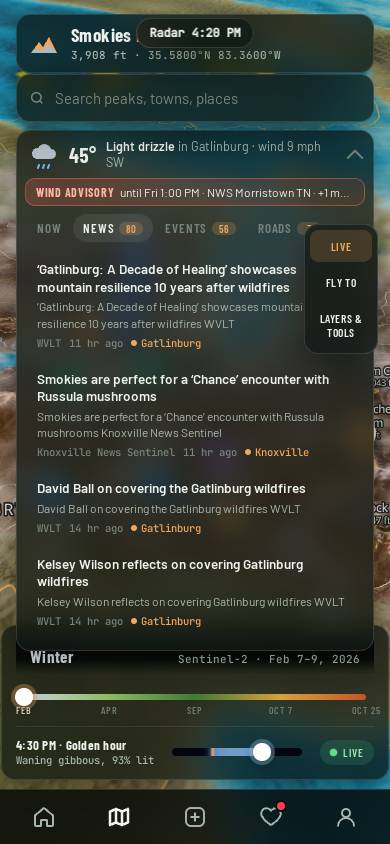 Smokies
Radar 4:20 PM
3,908 ft · 35.5800°N 83.3600°W
Search peaks, towns, places
45°
Light drizzle in Gatlinburg · wind 9 mph
SW
WIND ADVISORY until Fri 1:00 PM · NWS Morristown TN · +1 m…
NOW NEWS 80 EVENTS 56 ROADS
LIVE
FLY TO
LAYERS &
TOOLS
‘Gatlinburg: A Decade of Healing’ showcases
mountain resilience 10 years after wildfires
‘Gatlinburg: A Decade of Healing’ showcases mountai
resilience 10 years after wildfires WVLT
WVLT 11 hr ago Gatlinburg
Smokies are perfect for a ‘Chance’ encounter with
Russula mushrooms
Smokies are perfect for a ‘Chance’ encounter with Russula
mushrooms Knoxville News Sentinel
Knoxville News Sentinel 11 hr ago Knoxville
David Ball on covering the Gatlinburg wildfires
David Ball on covering the Gatlinburg wildfires WVLT
WVLT 14 hr ago Gatlinburg
Kelsey Wilson reflects on covering Gatlinburg
wildfires
Kelsey Wilson reflects on covering Gatlinburg wildfires WVLT
WVLT 14 hr ago Gatlinburg
Winter
Sentinel-2 · Feb 7–9, 2026
FEB APR SEP OCT 7 OCT 25
4:30 PM · Golden hour
Waning gibbous, 93% lit
LIVE